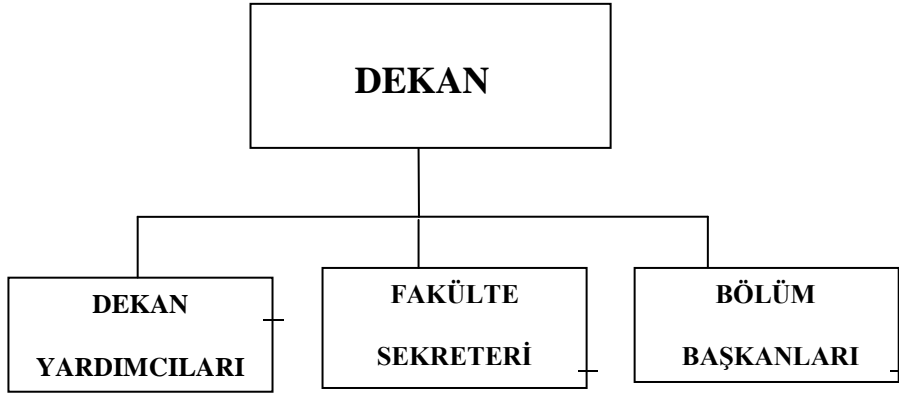 DEKAN
DEKAN
YARDIMCILARI
FAKÜLTE
SEKRETERİ
BÖLÜM
BAŞKANLARI